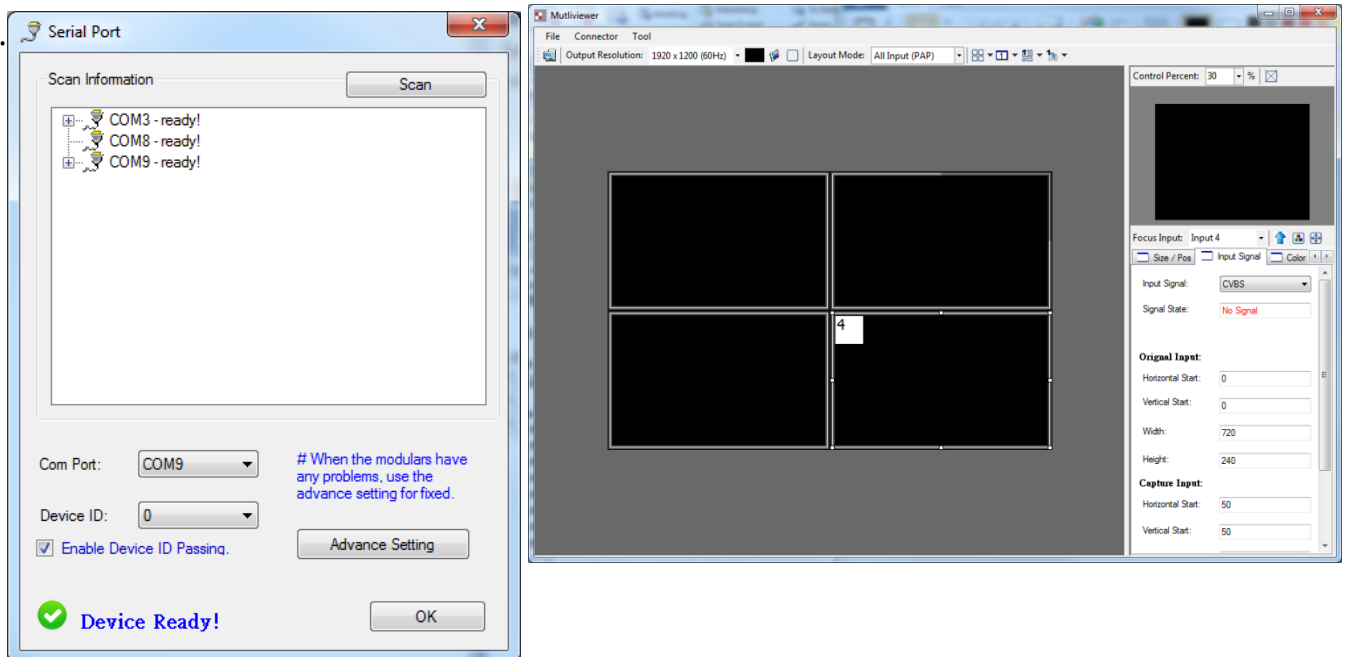 .
Serial Port
Scan Information
Scan
COM3 - ready!
COM8 - ready!
COM9 - ready!
Com Port: COM9
# When the modulars have
any problems, use the
advance setting for fixed.
Device ID: 0
Enable Device ID Passing.
Advance Setting
Device Ready!
OK
Mutliviewer
File Connector Tool
Output Resolution: 1920 x 1200 (60Hz) Layout Mode: All Input (PAP) 1
Control Percent: 30 %
4
Focus Input: Input 4
Size / Pos Input Signal Color
Input Signal: CVBS
Signal State: No Signal
Orignal Input:
Horizontal Start: 0
Vertical Start: 0
Width: 720
Height: 240
Capture Input:
Horizontal Start: 50
Vertical Start: 50